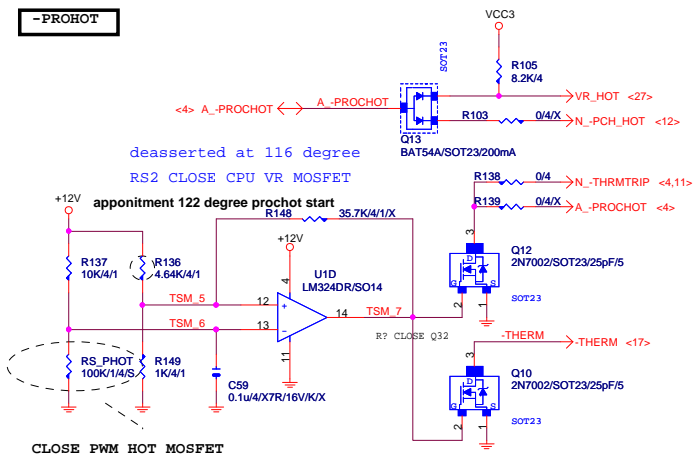 -PROHOT
VCC3
SOT23
R105
8.2K/4
VR_HOT <27>
<4> A_-PROCHOT
A_-PROCHOT
R103
0/4/X
N_-PCH_HOT <12>
Q13
BAT54A/SOT23/200mA
deasserted at 116 degree
RS2 CLOSE CPU VR MOSFET
R138
0/4
N_-THRMTRIP <4,11>
+12V
apponitment 122 degree prochot start
R139
0/4/X
A_-PROCHOT <4>
R148
35.7K/4/1/X
+12V
3
Q12
2N7002/SOT23/25pF/5
D
G
S
R137
10K/4/1
R136
4.64K/4/1
4
U1D
LM324DR/SO14
2
1
SOT23
TSM_5
12
+
TSM_7
14
TSM_6
13
-
R? CLOSE Q32
-THERM
-THERM <17>
11
3
RS_PHOT
100K/1/4/S
R149
1K/4/1
C59
0.1u/4/X7R/16V/K/X
Q10
2N7002/SOT23/25pF/5
D
G
S
2
1
SOT23
CLOSE PWM HOT MOSFET